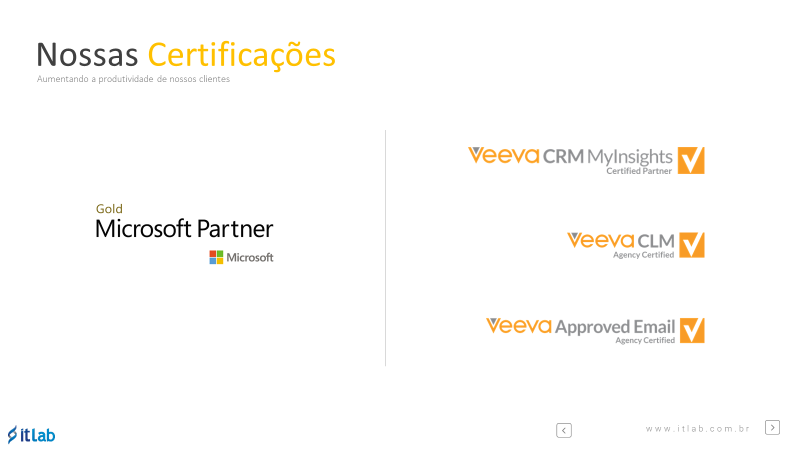 Nossas Certificações
Aumentando a produtividade de nossos clientes
Gold
Microsoft Partner
Microsoft
Veeva CRM MyInsights
Certified Partner
Veeva CLM
Agency Certified
Veeva Approved Email
Agency Certified
itlab
www.itlab.com.br